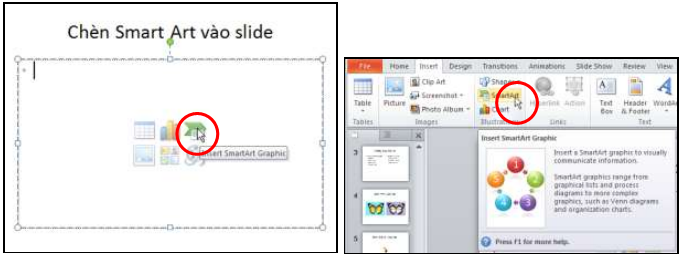 Chèn Smart Art vào slide
Insert SmartArt Graphic
File Home Insert Design Transitions Animations Slide Show Review View
Clip Art
Screenshot
Photo Album
Table Picture
Shapes
SmartArt
Chart
Hyperlink Action
Text Box
Header & Footer
Tables Images Illustrations Links Text
Insert SmartArt Graphic
Insert a SmartArt graphic to visually
communicate information.
SmartArt graphics range from
graphical lists and process
diagrams to more complex
graphics, such as Venn diagrams
and organization charts.
Press F1 for more help.
3
4
5
1
2
3
4
5